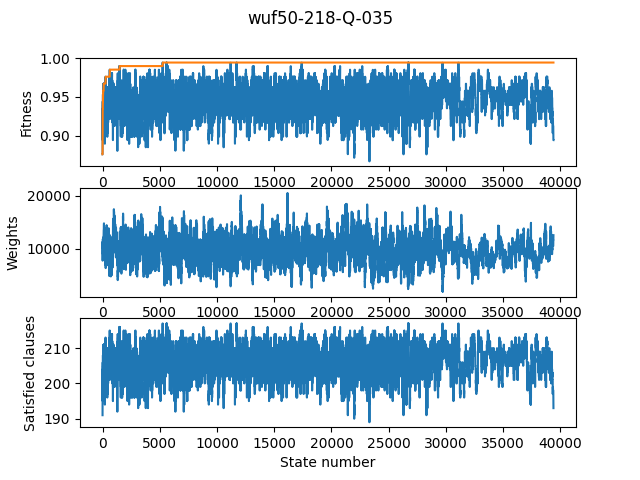 wuf50-218-Q-035
1.00
0.95
0.90
Fitness
0 5000 10000 15000 20000 25000 30000 35000 40000
20000
10000
Weights
0 5000 10000 15000 20000 25000 30000 35000 40000
210
200
190
Satisfied clauses
0 5000 10000 15000 20000 25000 30000 35000 40000
State number